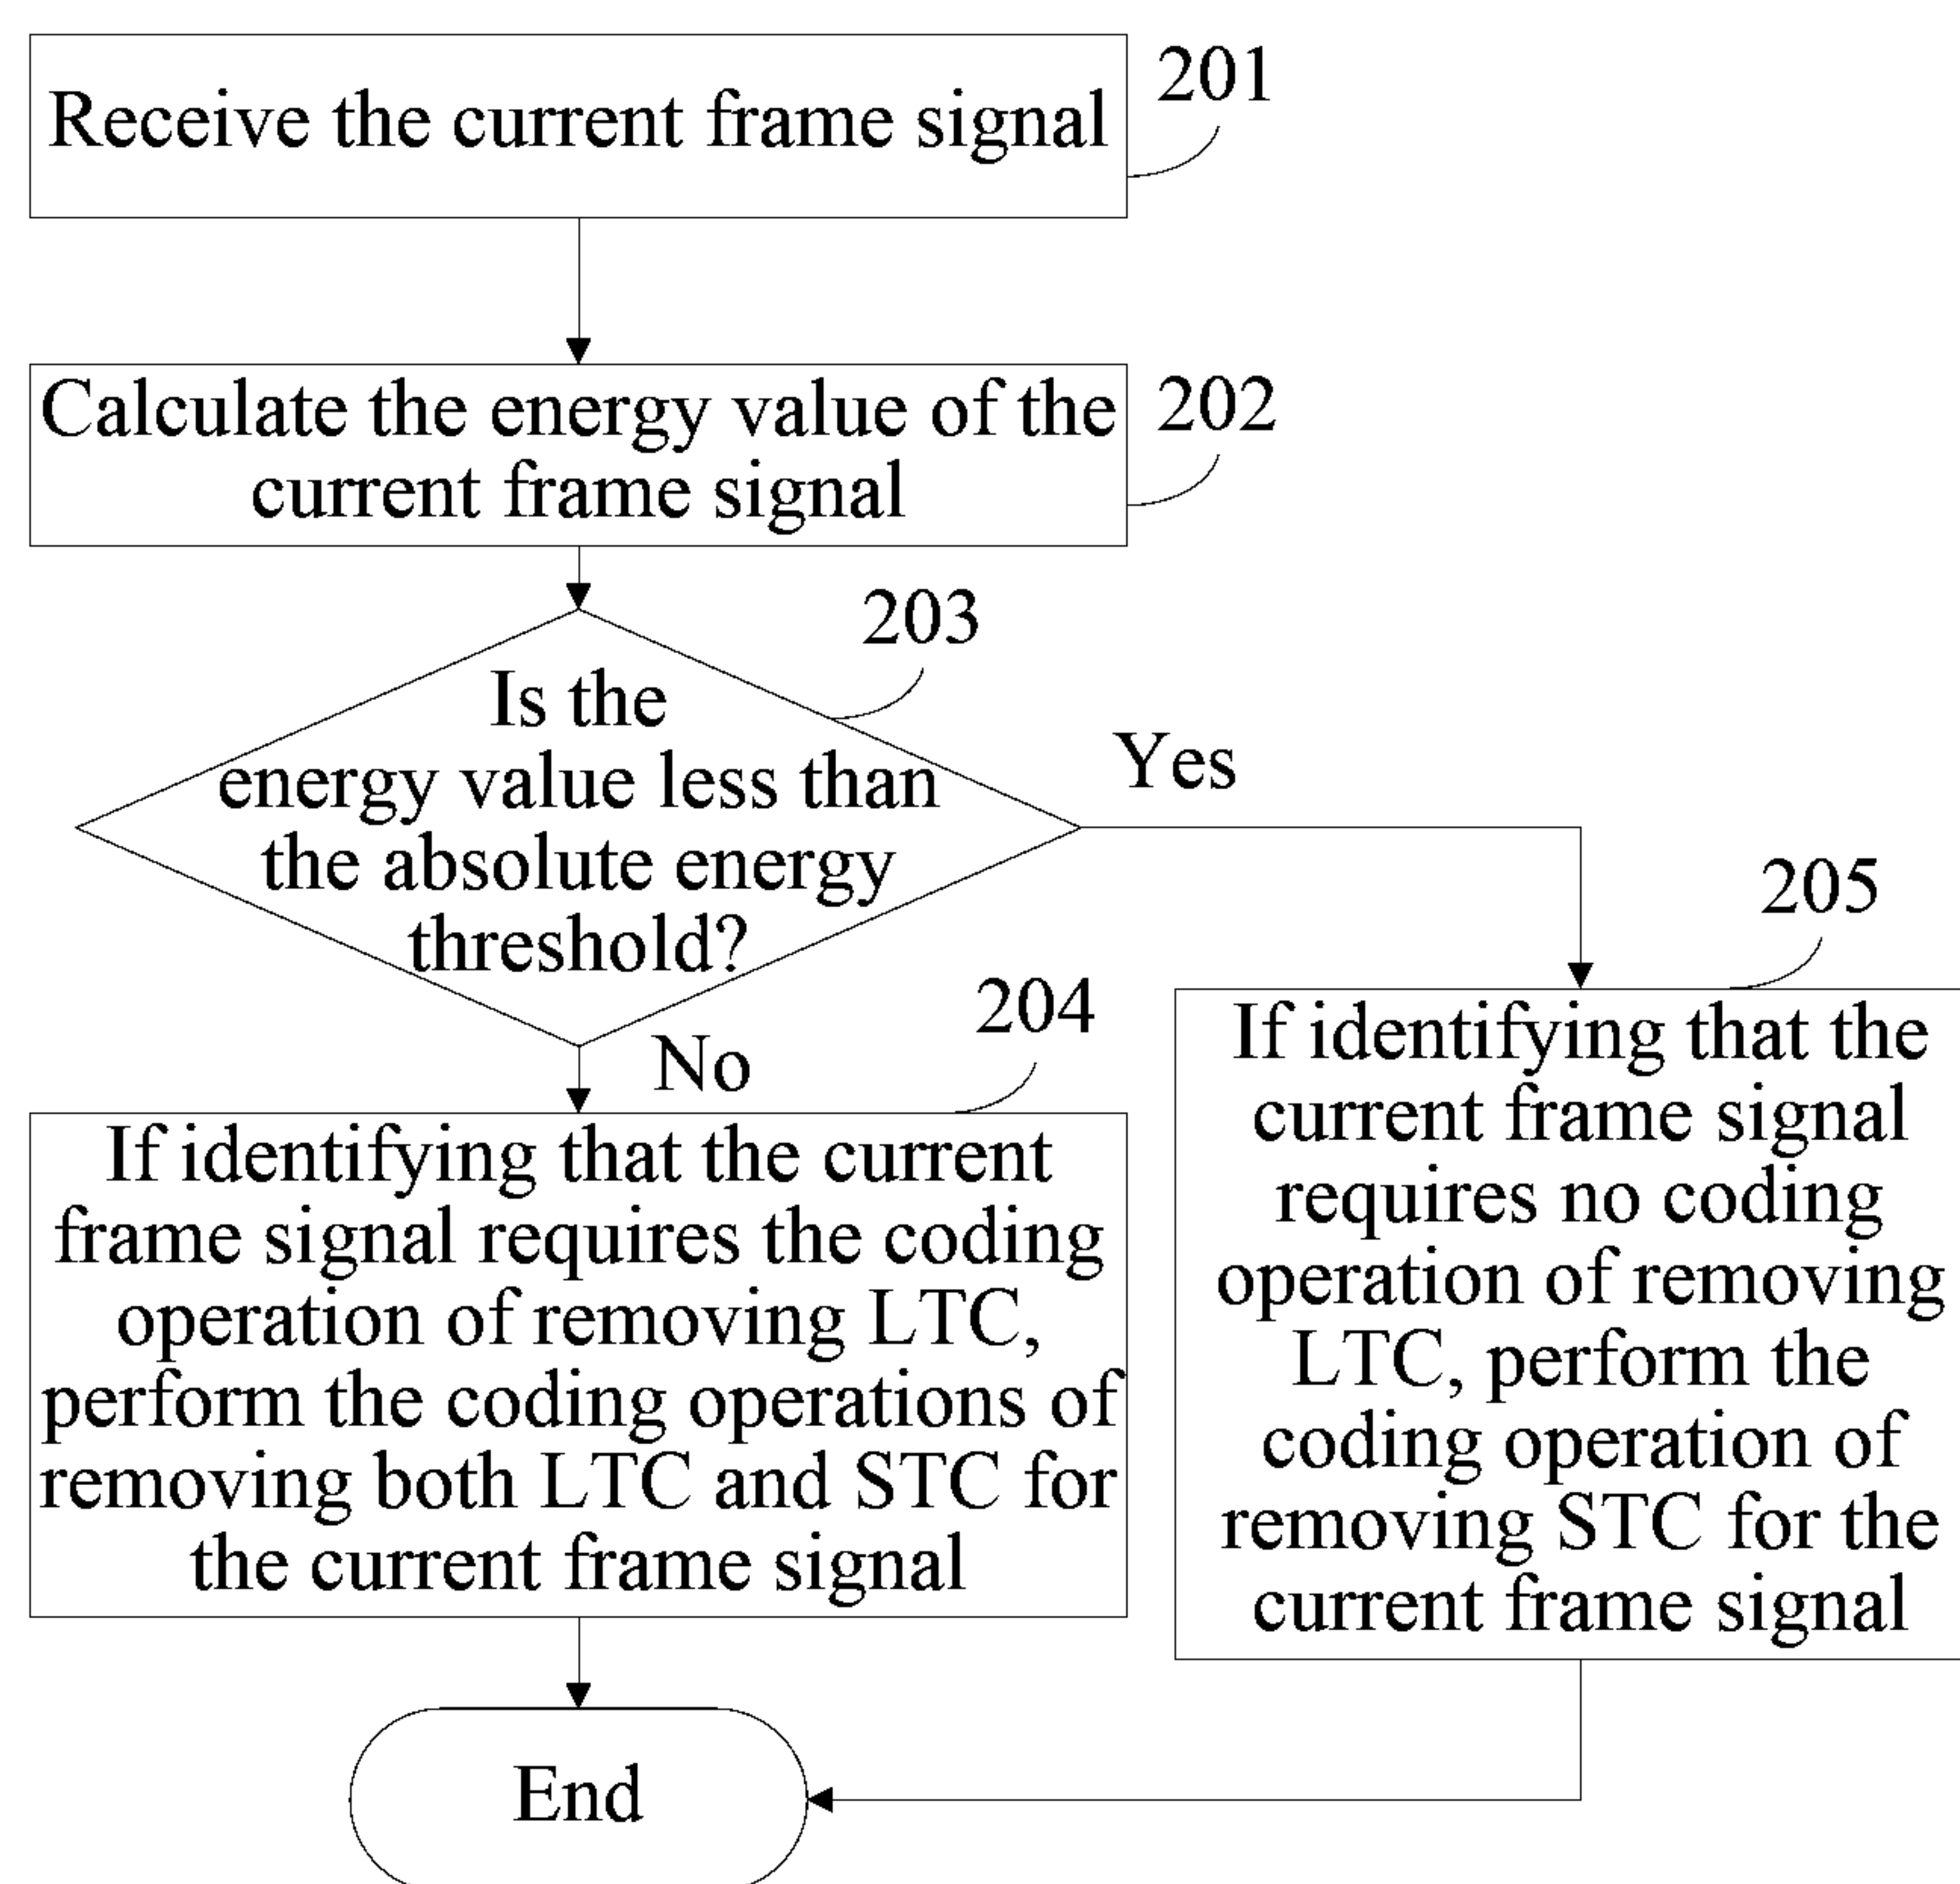 Receive the current frame signal
201
Calculate the energy value of the
current frame signal
202
203
Is the
energy value less than
the absolute energy
threshold?
Yes
No
204
If identifying that the current
frame signal requires the coding
operation of removing LTC,
perform the coding operations of
removing both LTC and STC for
the current frame signal
205
If identifying that the
current frame signal
requires no coding
operation of removing
LTC, perform the
coding operation of
removing STC for the
current frame signal
End